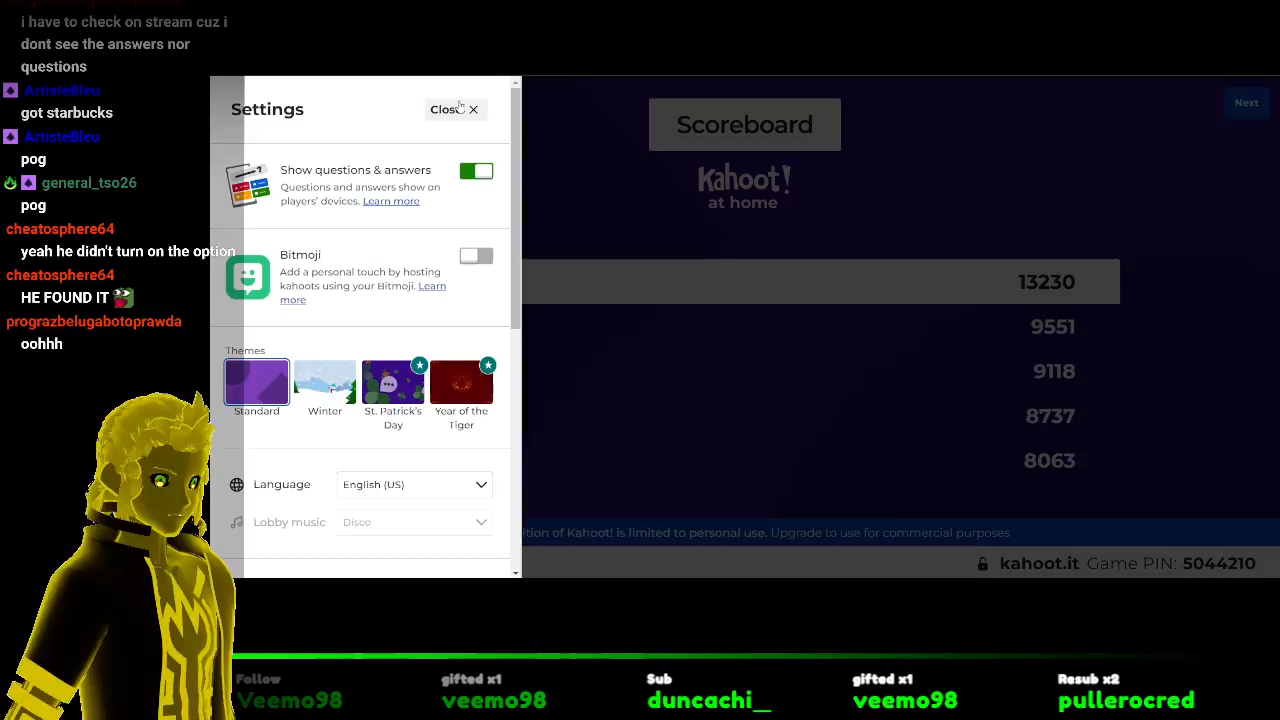 i have to check on stream cuz i
dont see the answers nor
questions
ArtisteBleu
got starbucks
ArtisteBleu
pog
general_tso26
pog
cheatosphere64
yeah he didn't turn on the option
cheatosphere64
HE FOUND IT
prograzbelugabotoprawda
oohhh
Settings
Close
Show questions & answers
Questions and answers show on
players' devices. Learn more
Bitmoji
Add a personal touch by hosting
kahoots using your Bitmoji. Learn
more
Themes
Standard
Winter
St. Patrick's
Day
Year of the
Tiger
Language
English (US)
Lobby music
Disco
Scoreboard
Next
Kahoot!
at home
13230
9551
9118
8737
8063
ition of Kahoot! is limited to personal use. Upgrade to use for commercial purposes
kahoot.it Game PIN: 5044210
Follow
Veemo98
gifted x1
veemo98
Sub
duncachi__
gifted x1
veemo98
Resub x2
pullerocred